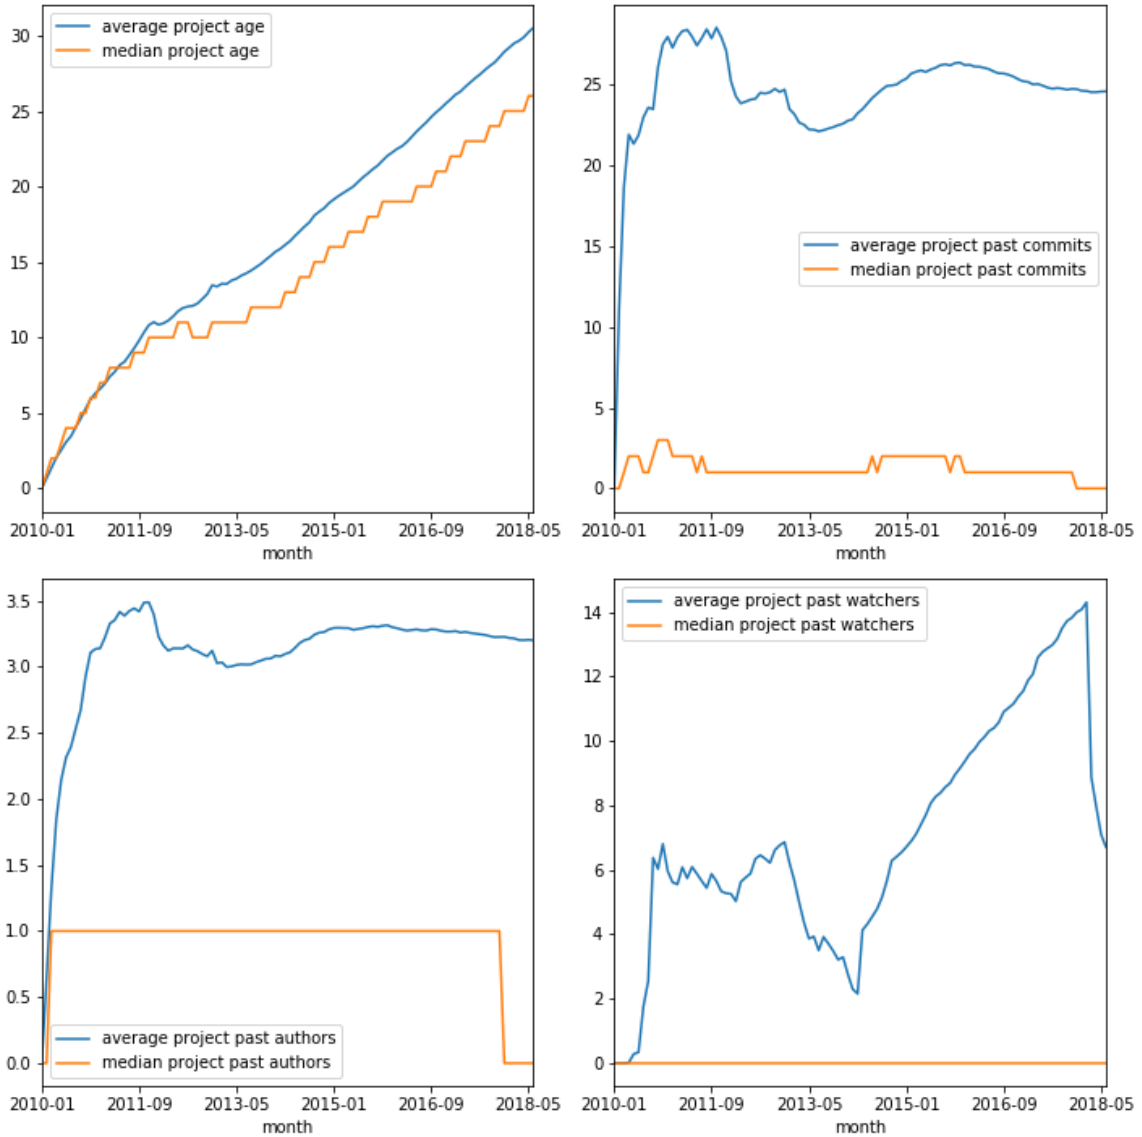 average project age
median project age
30
25
20
15
10
5
0
2010-01 2011-09 2013-05 2015-01 2016-09 2018-05
month
average project past commits
median project past commits
25
20
15
10
5
0
2010-01 2011-09 2013-05 2015-01 2016-09 2018-05
month
3.5
3.0
2.5
2.0
1.5
1.0
0.5
0.0
average project past authors
median project past authors
2010-01 2011-09 2013-05 2015-01 2016-09 2018-05
month
average project past watchers
median project past watchers
14
12
10
8
6
4
2
0
2010-01 2011-09 2013-05 2015-01 2016-09 2018-05
month